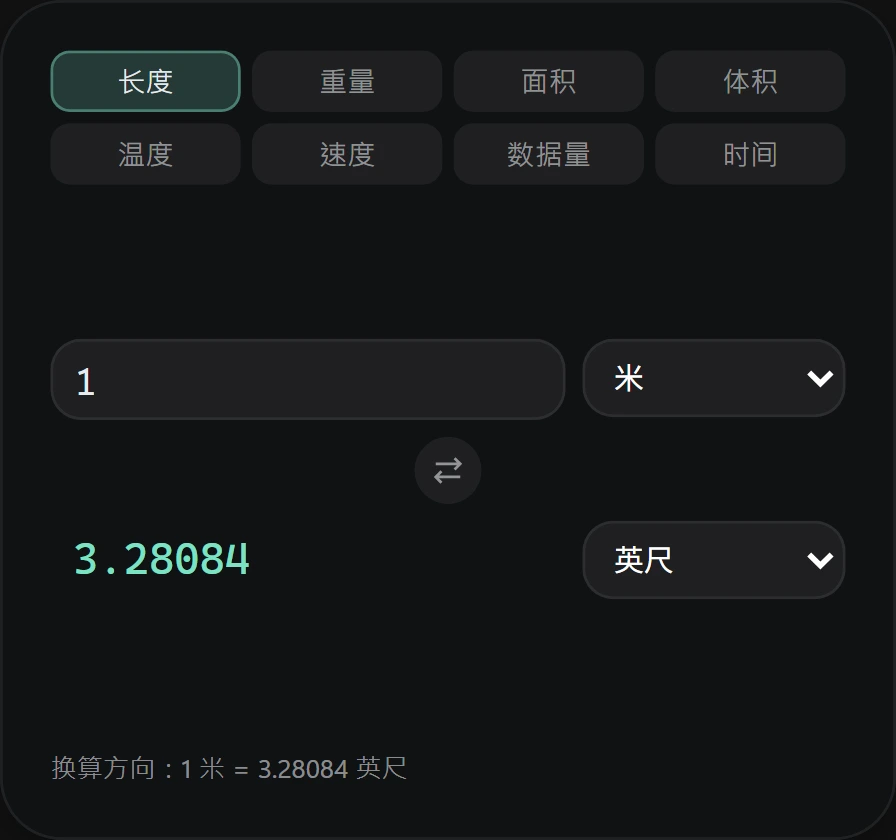 长度 重量 面积 体积
温度 速度 数据量 时间
1 米
3.28084 英尺
换算方向：1 米 = 3.28084 英尺